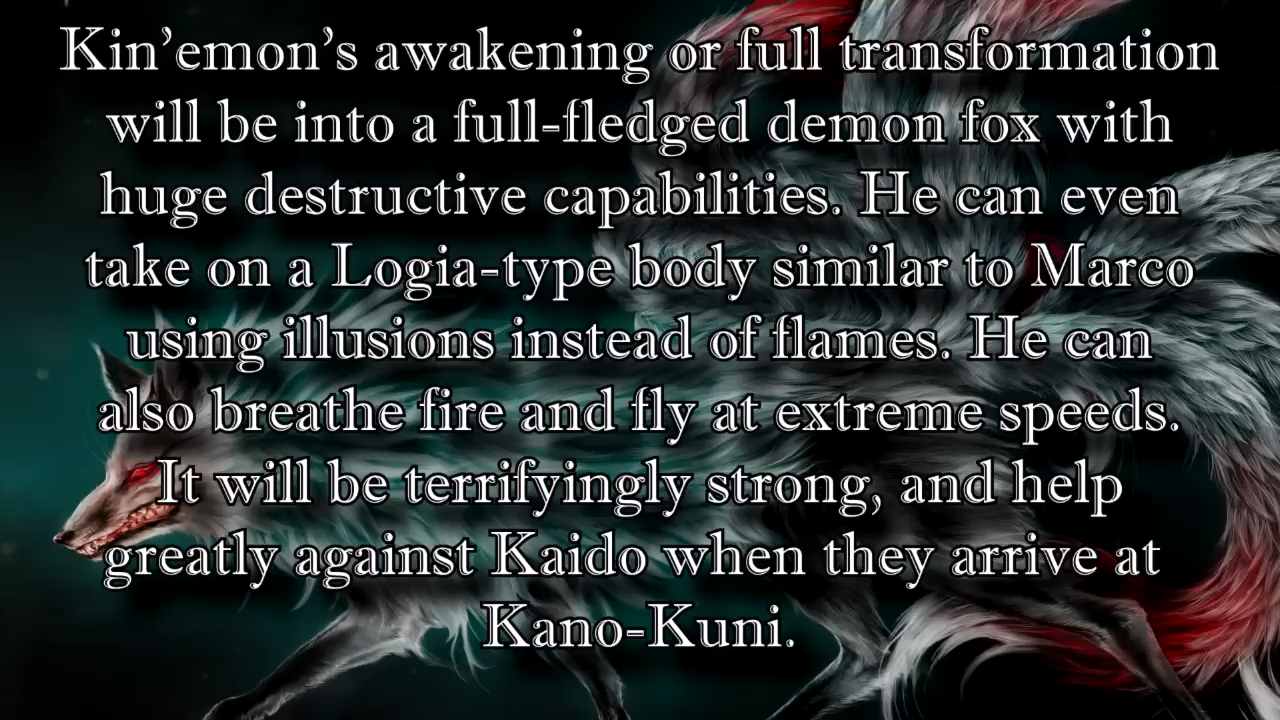 Kin’emon’s awakening or full transformation
will be into a full-fledged demon fox with
huge destructive capabilities. He can even
take on a Logia-type body similar to Marco
using illusions instead of flames. He can
also breathe fire and fly at extreme speeds.
It will be terrifyingly strong, and help
greatly against Kaido when they arrive at
Kano-Kuni.